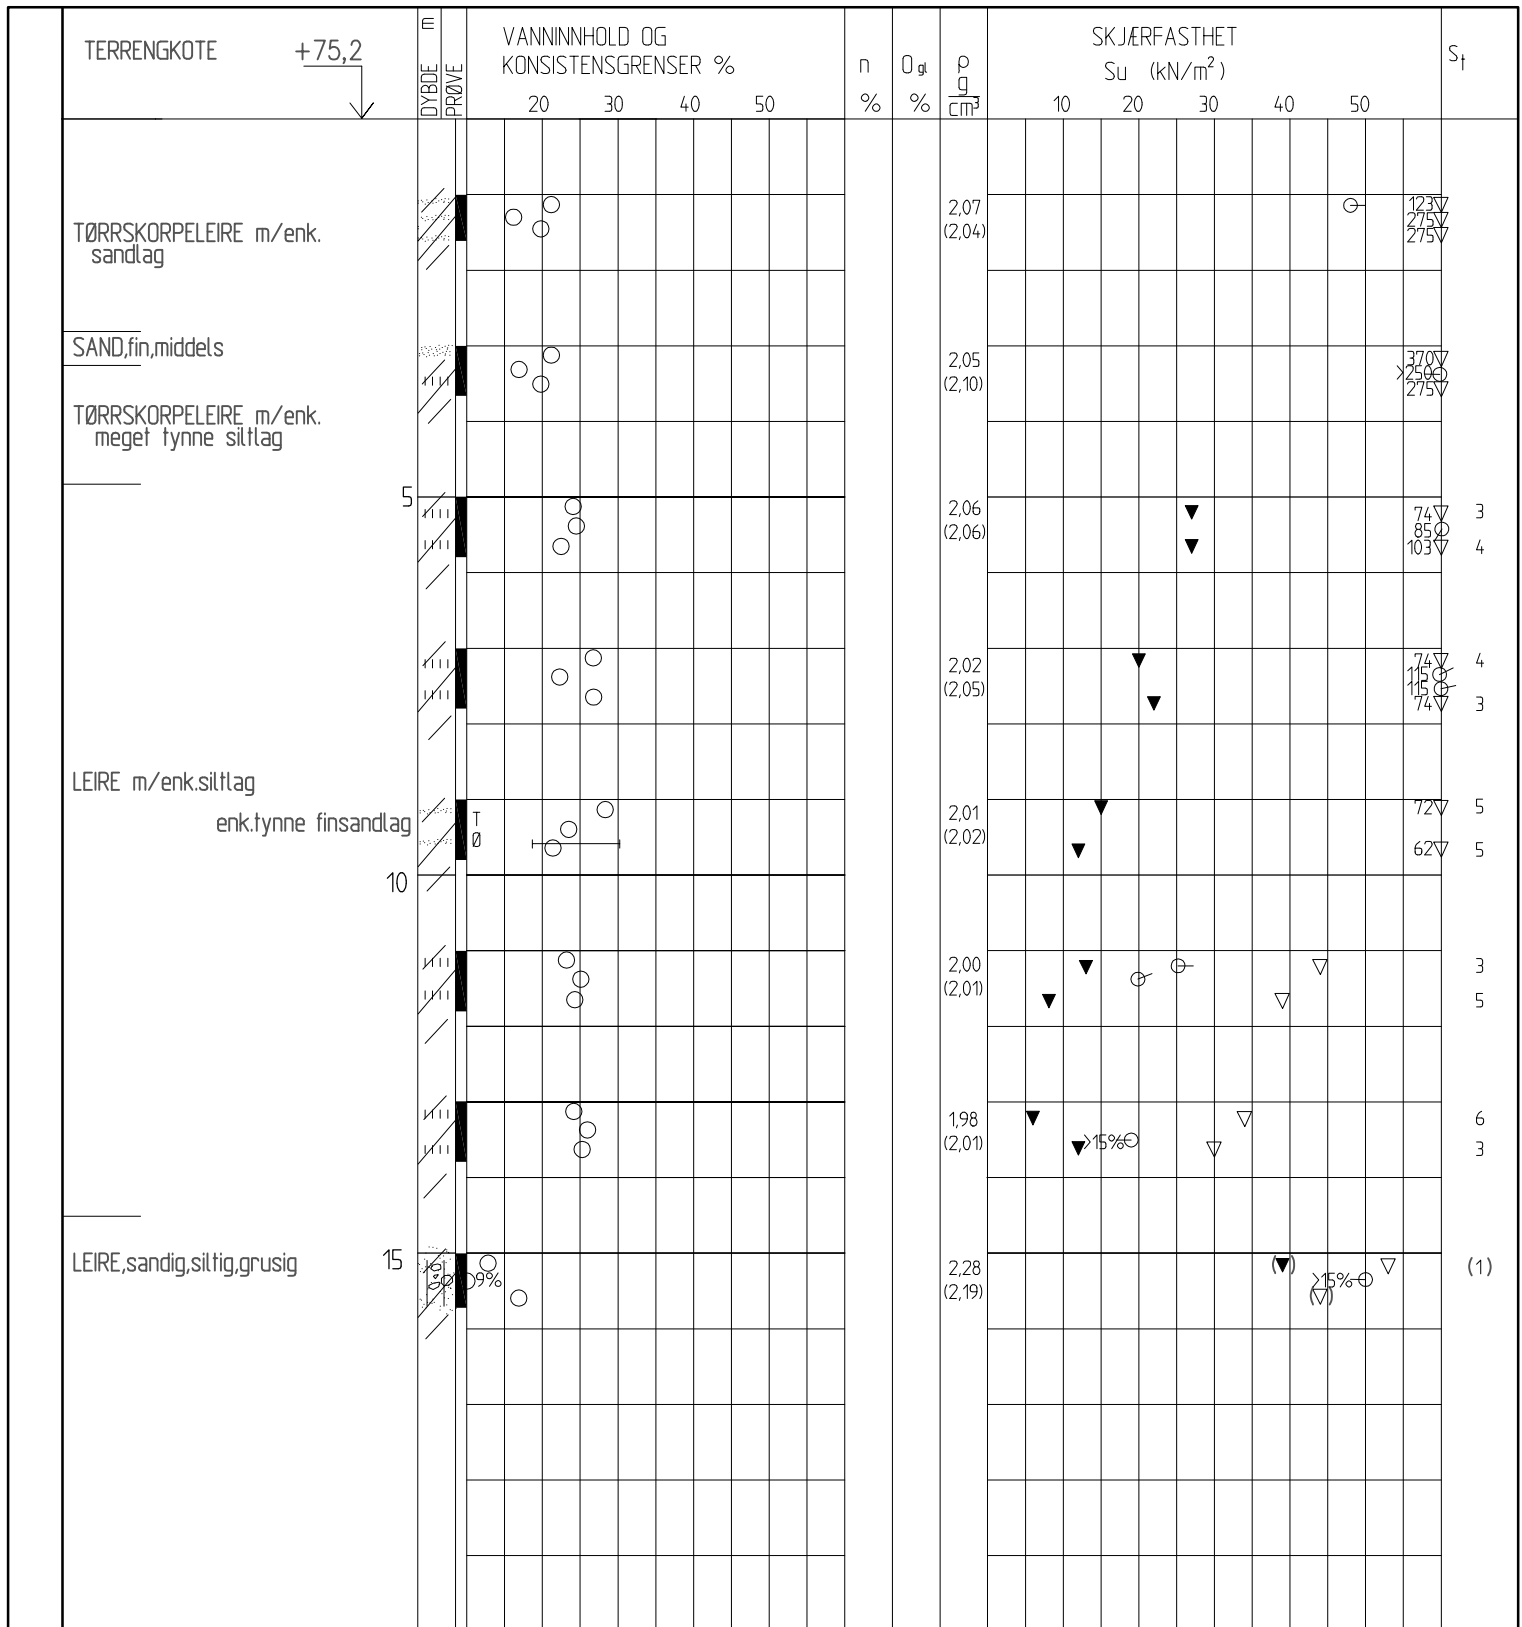 TERRENGKOTE +75,2
DYBDE m
PRØVE
VANNINNHOLD OG
KONSISTENSGRENSER %
20 30 40 50
n
%
O gl
%
ρ
g
cm³
SKJÆRFASTHET
Su (kN/m²)
10 20 30 40 50
St
TØRRSKORPELEIRE m/enk.
sandlag
2,07
(2,04)
123
275
275
SAND,fin,middels
TØRRSKORPELEIRE m/enk.
meget tynne siltlag
2,05
(2,10)
370
>250
275
5
2,06
(2,06)
74 3
85
103 4
2,02
(2,05)
74 4
115
115
74 3
LEIRE m/enk.siltlag
enk.tynne finsandlag
T
Ø
2,01
(2,02)
72 5
62 5
10
2,00
(2,01)
3
5
1,98
(2,01)
>15%
6
3
LEIRE,sandig,siltig,grusig
15
9%
2,28
(2,19)
( )
>15%
( )
(1)